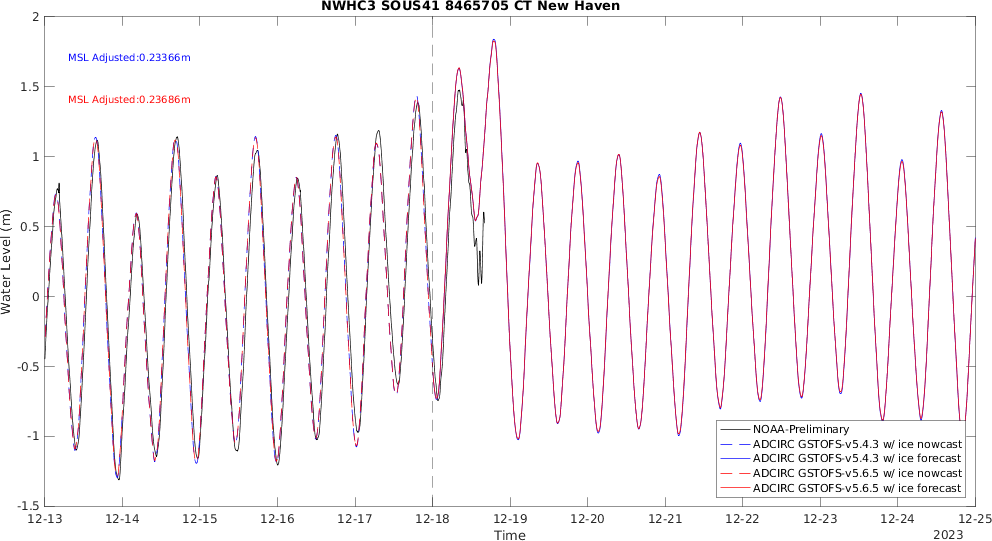 NWHC3 SOUS41 8465705 CT New Haven
2
1.5
1
0.5
0
-0.5
-1
-1.5
Water Level (m)
MSL Adjusted:0.23366m
MSL Adjusted:0.23686m
NOAA-Preliminary
ADCIRC GSTOFS-v5.4.3 w/ ice nowcast
ADCIRC GSTOFS-v5.4.3 w/ ice forecast
ADCIRC GSTOFS-v5.6.5 w/ ice nowcast
ADCIRC GSTOFS-v5.6.5 w/ ice forecast
12-13 12-14 12-15 12-16 12-17 12-18 12-19 12-20 12-21 12-22 12-23 12-24 12-25
Time
2023